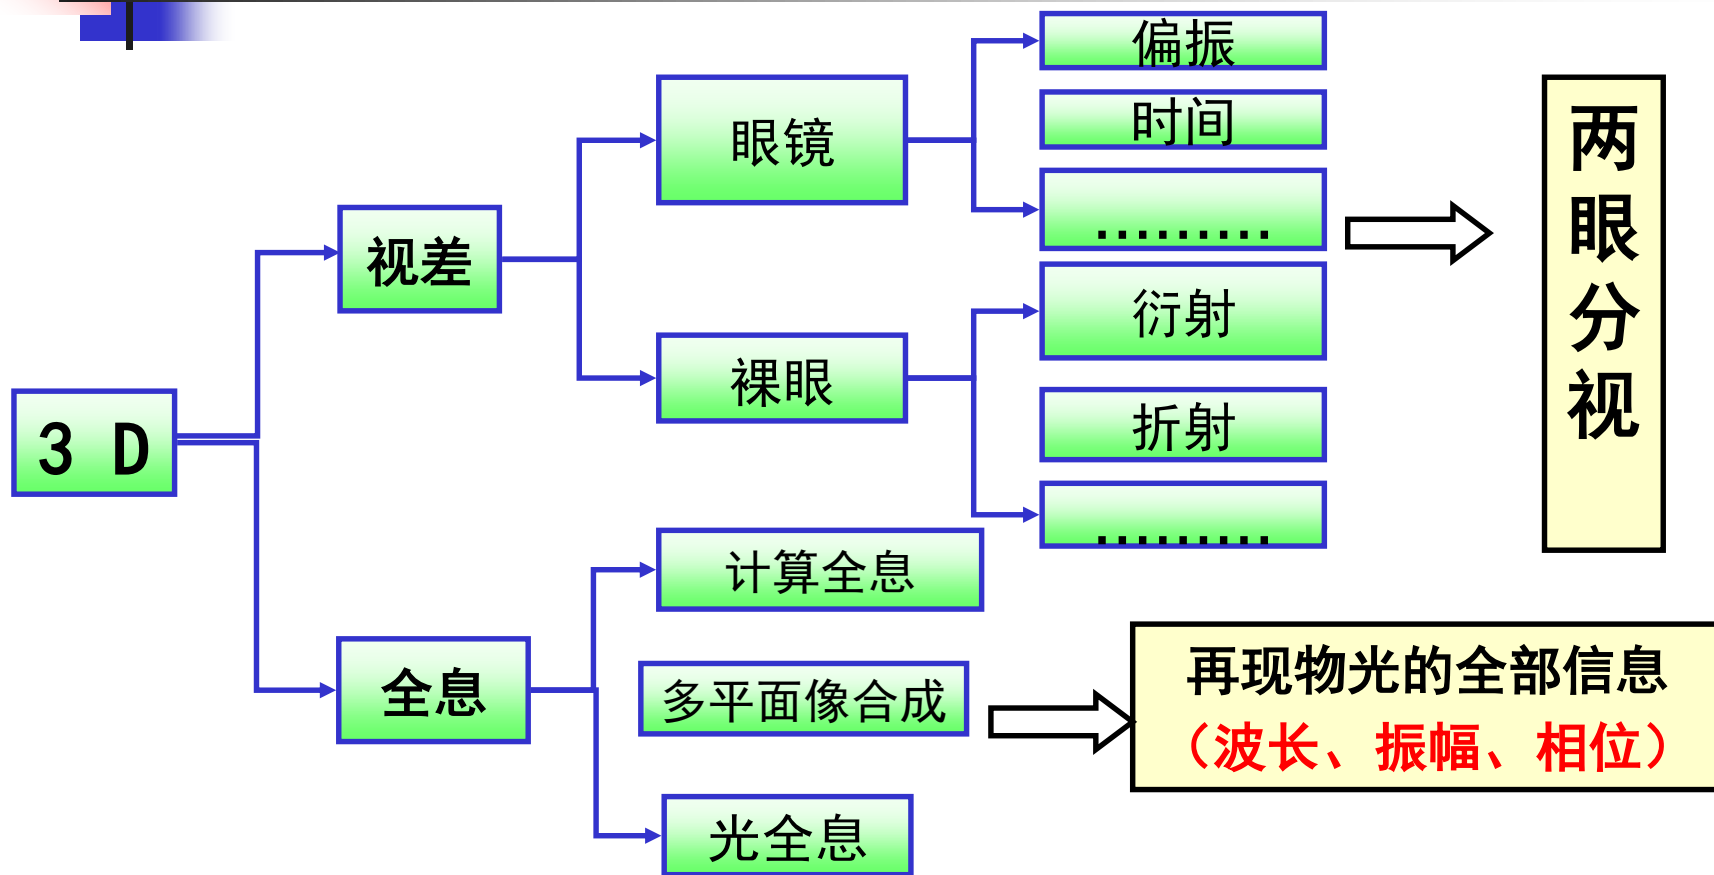 3 D
视差
眼镜
偏振
时间
.........
裸眼
衍射
折射
.........
两眼分视
全息
计算全息
多平面像合成
光全息
再现物光的全部信息
（波长、振幅、相位）